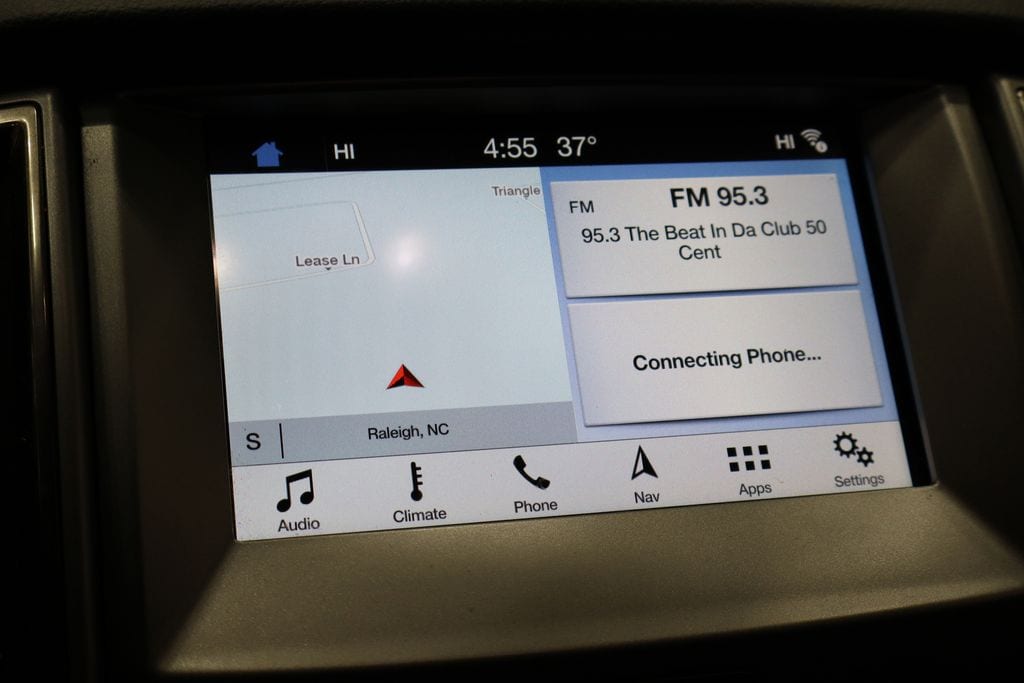 HI 4:55 37° HI
Triangle
Lease Ln
S Raleigh, NC
FM FM 95.3
95.3 The Beat In Da Club 50
Cent
Connecting Phone...
Audio Climate Phone Nav Apps Settings